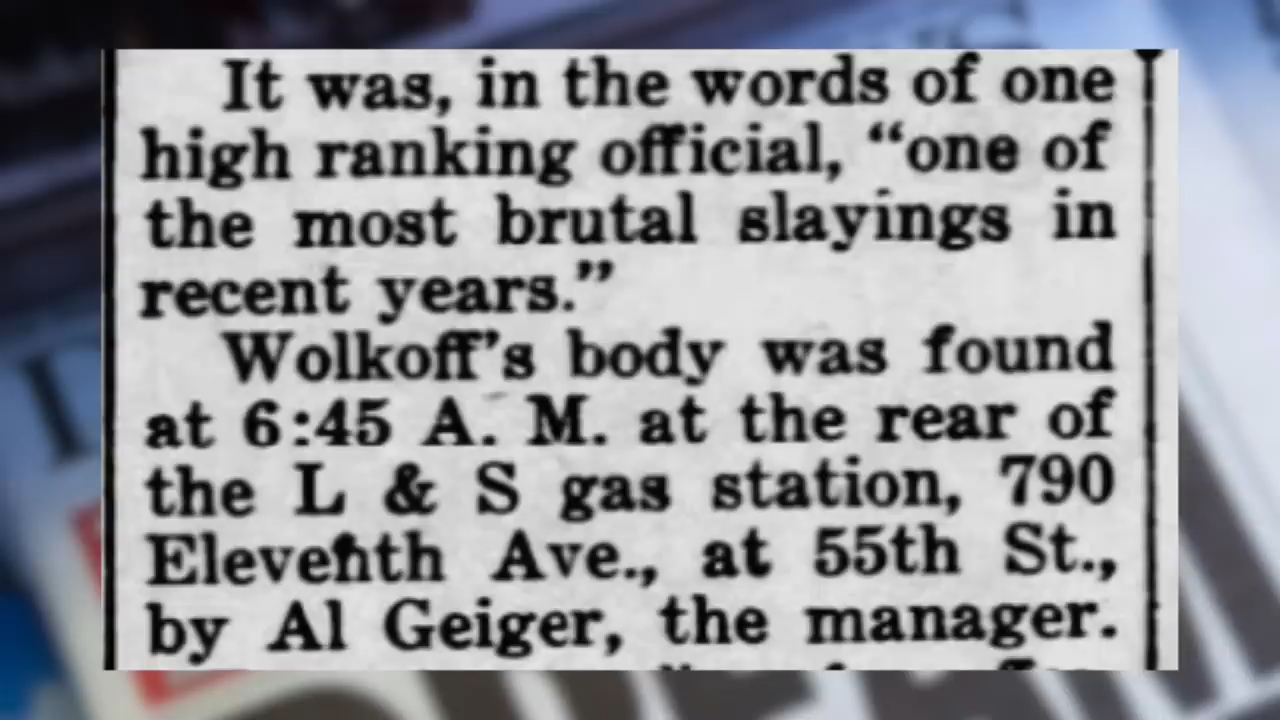 It was, in the words of one
high ranking official, “one of
the most brutal slayings in
recent years.”
Wolkoff’s body was found
at 6:45 A. M. at the rear of
the L & S gas station, 790
Eleventh Ave., at 55th St.,
by Al Geiger, the manager.